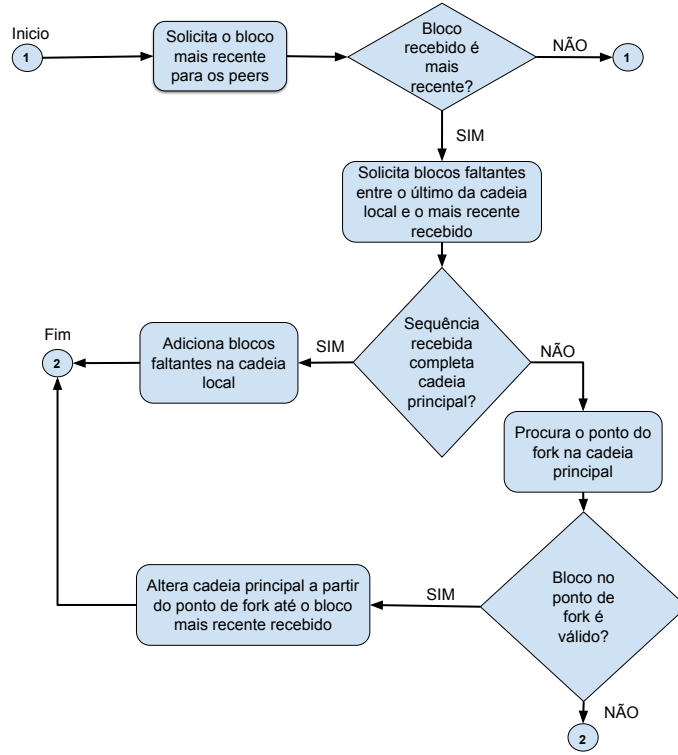 Inicio
1
Solicita o bloco
mais recente
para os peers
Bloco
recebido é
mais
recente?
NÃO
1
SIM
Solicita blocos faltantes
entre o último da cadeia
local e o mais recente
recebido
Fim
2
Adiciona blocos
faltantes na cadeia
local
SIM
Sequência
recebida
completa
cadeia
principal?
NÃO
Procura o ponto do
fork na cadeia
principal
Altera cadeia principal a partir
do ponto de fork até o bloco
mais recente recebido
SIM
Bloco no
ponto de
fork é
válido?
NÃO
2